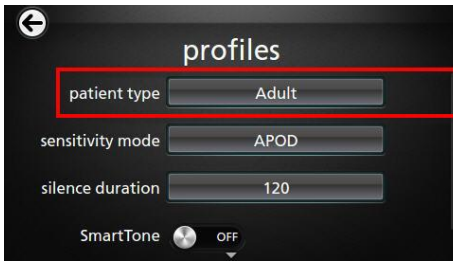 profiles
patient type Adult
sensitivity mode APOD
silence duration 120
SmartTone OFF